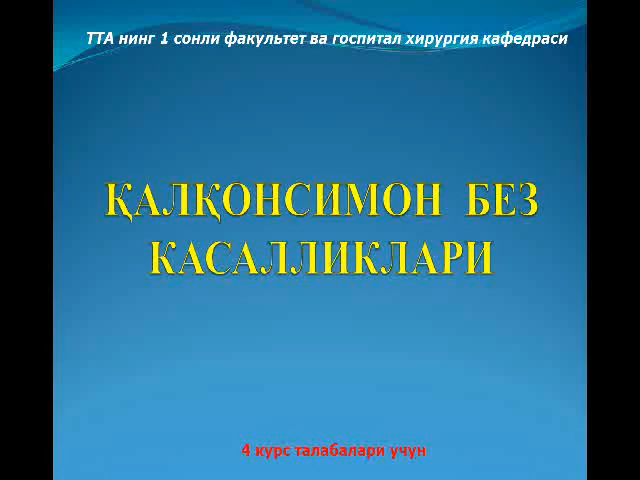 ТТА нинг 1 сонли факультет ва госпитал хирургия кафедраси
ҚАЛҚОНСИМОН БЕЗ
КАСАЛЛИКЛАРИ
4 курс талабалари учун